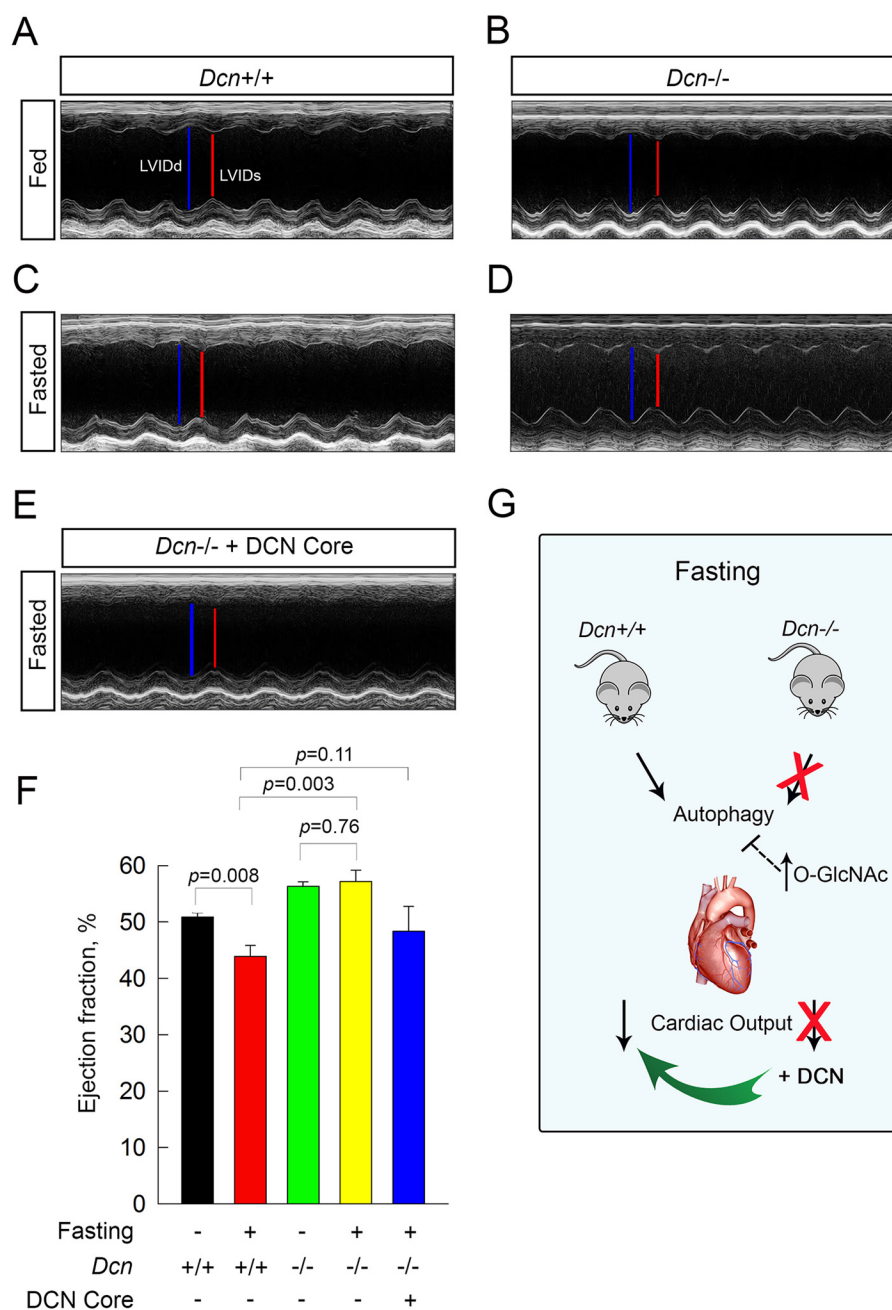 A
Dcn+/+
Fed
LVIDd
LVIDs
B
Dcn-/-
C
Fasted
D
E
Dcn-/- + DCN Core
Fasted
F
p=0.11
p=0.003
p=0.76
p=0.008
Ejection fraction, %
60
50
40
30
20
10
0
Fasting - + - + +
Dcn +/+ +/+ -/- -/- -/-
DCN Core - - - - +
G
Fasting
Dcn+/+
Dcn-/-
Autophagy
O-GlcNAc
Cardiac Output
+ DCN